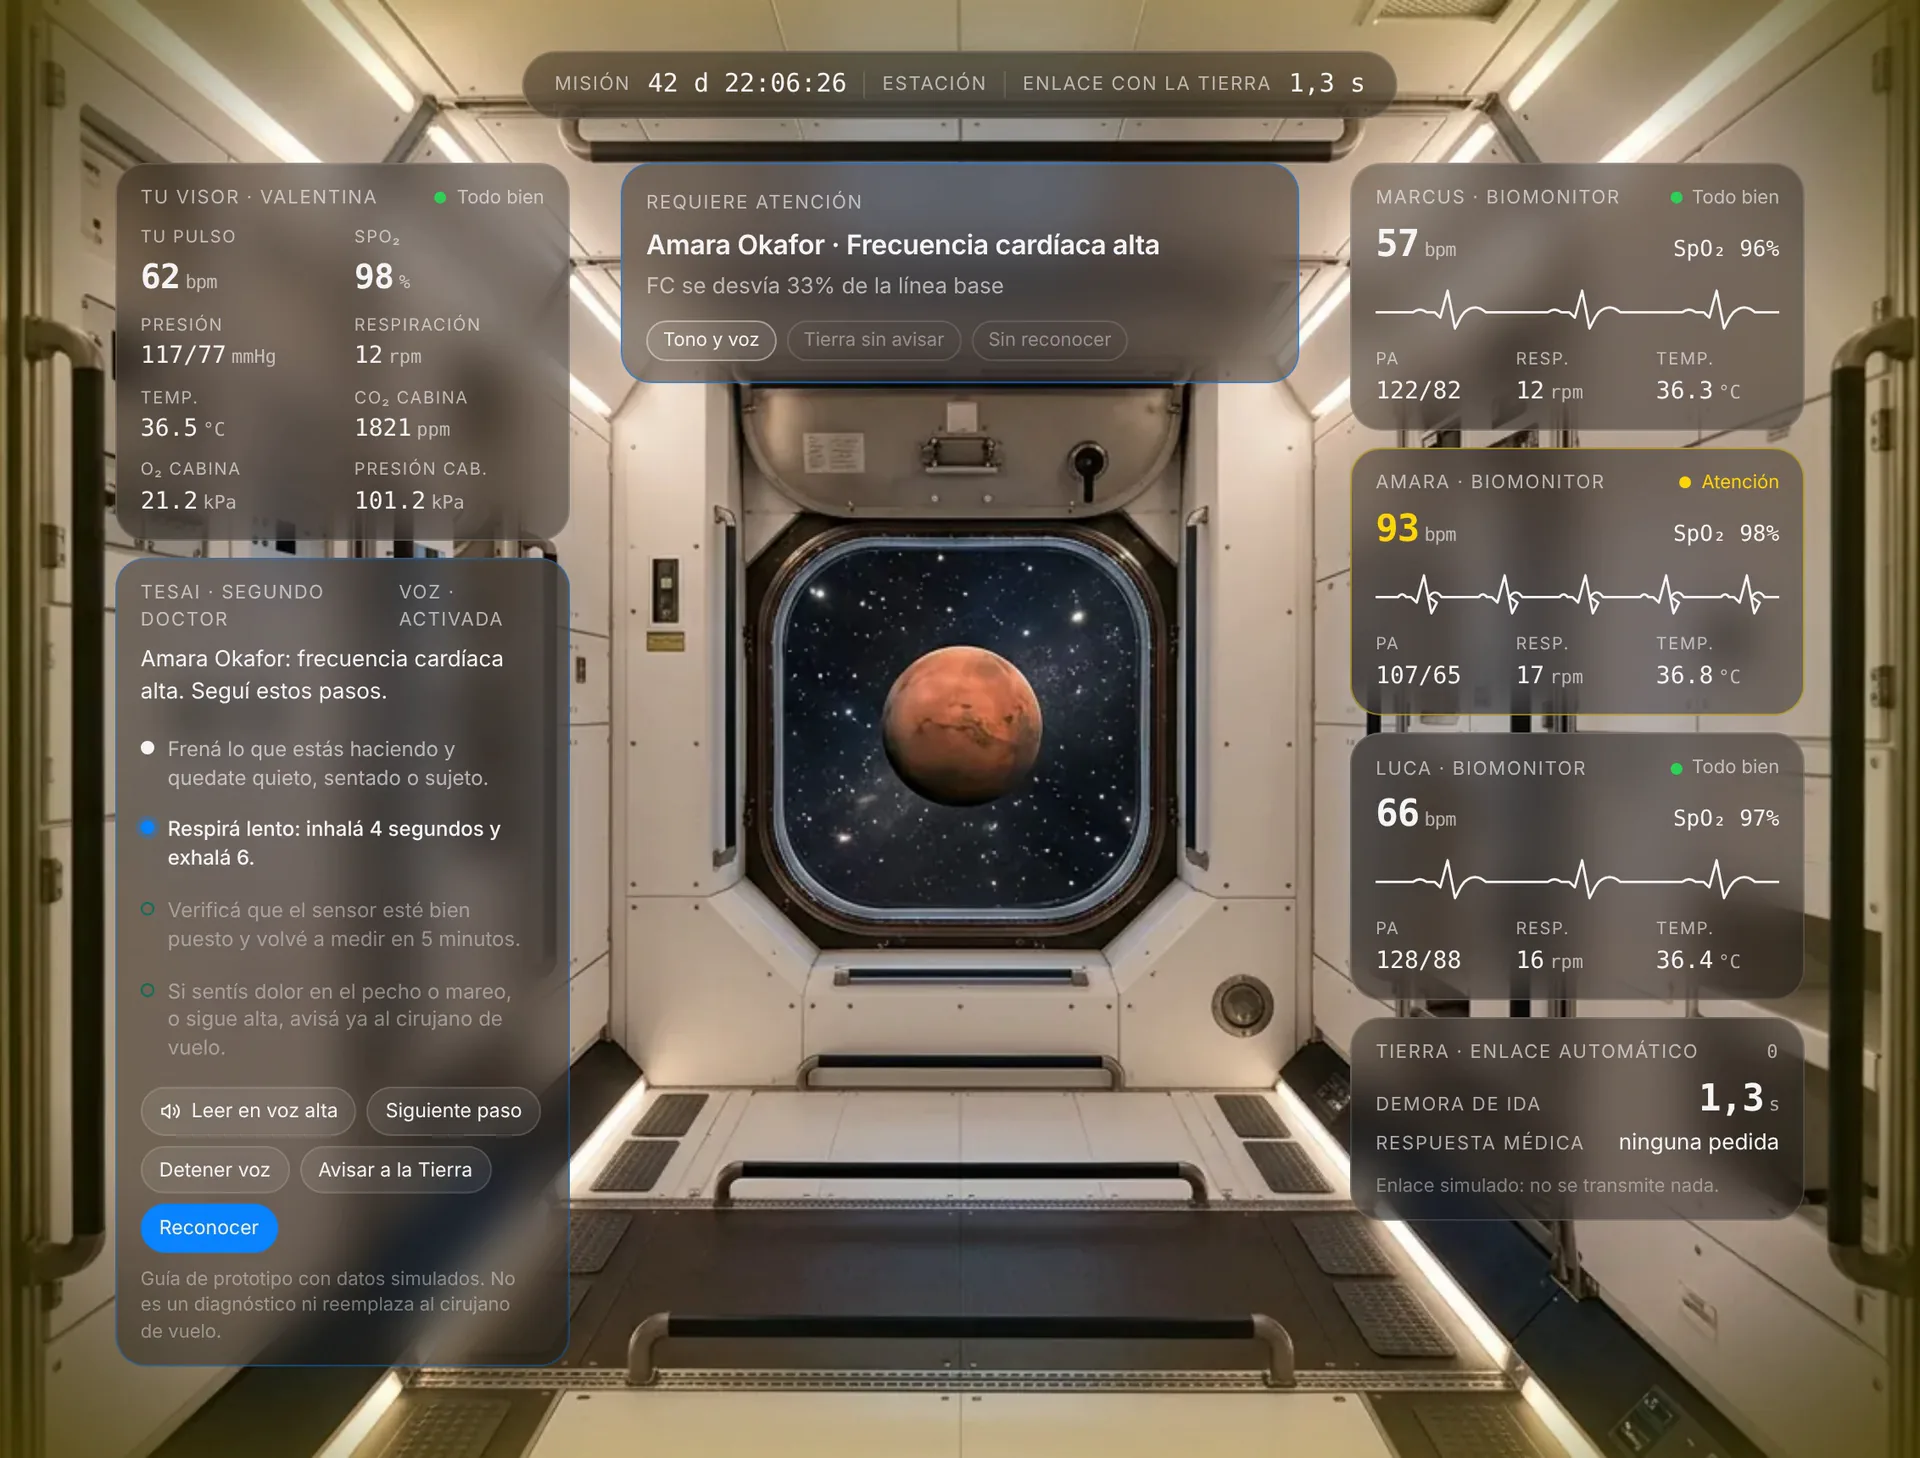 MISIÓN 42 d 22:06:26 ESTACIÓN ENLACE CON LA TIERRA 1,3 s
TU VISOR · VALENTINA Todo bien
TU PULSO SPO₂
62 bpm 98 %
PRESIÓN RESPIRACIÓN
117/77 mmHg 12 rpm
TEMP. CO₂ CABINA
36.5 °C 1821 ppm
O₂ CABINA PRESIÓN CAB.
21.2 kPa 101.2 kPa
TESAI · SEGUNDO DOCTOR VOZ · ACTIVADA
Amara Okafor: frecuencia cardíaca
alta. Seguí estos pasos.
Frená lo que estás haciendo y
quedate quieto, sentado o sujeto.
Respirá lento: inhalá 4 segundos y
exhalá 6.
Verificá que el sensor esté bien
puesto y volvé a medir en 5 minutos.
Si sentís dolor en el pecho o mareo,
o sigue alta, avisá ya al cirujano de
vuelo.
Leer en voz alta Siguiente paso
Detener voz Avisar a la Tierra
Reconocer
Guía de prototipo con datos simulados. No
es un diagnóstico ni reemplaza al cirujano
de vuelo.
REQUIERE ATENCIÓN
Amara Okafor · Frecuencia cardíaca alta
FC se desvía 33% de la línea base
Tono y voz Tierra sin avisar Sin reconocer
MARCUS · BIOMONITOR Todo bien
57 bpm SpO₂ 96%
PA RESP. TEMP.
122/82 12 rpm 36.3 °C
AMARA · BIOMONITOR Atención
93 bpm SpO₂ 98%
PA RESP. TEMP.
107/65 17 rpm 36.8 °C
LUCA · BIOMONITOR Todo bien
66 bpm SpO₂ 97%
PA RESP. TEMP.
128/88 16 rpm 36.4 °C
TIERRA · ENLACE AUTOMÁTICO 0
DEMORA DE IDA 1,3 s
RESPUESTA MÉDICA ninguna pedida
Enlace simulado: no se transmite nada.